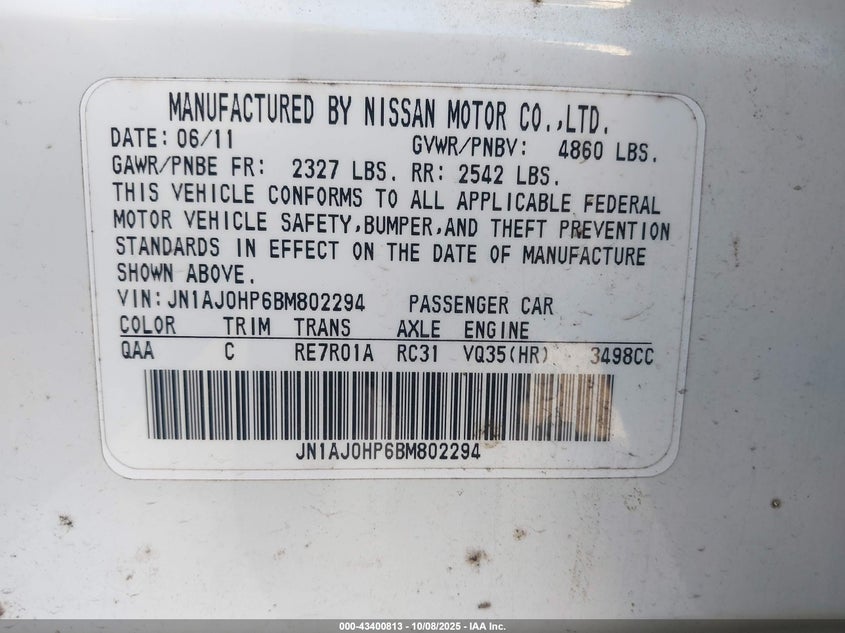 MANUFACTURED BY NISSAN MOTOR CO.,LTD.
DATE: 06/11 GVWR/PNBV: 4860 LBS.
GAWR/PNBE FR: 2327 LBS. RR: 2542 LBS.
THIS VEHICLE CONFORMS TO ALL APPLICABLE FEDERAL
MOTOR VEHICLE SAFETY,BUMPER,AND THEFT PREVENTION
STANDARDS IN EFFECT ON THE DATE OF MANUFACTURE
SHOWN ABOVE.
VIN: JN1AJ0HP6BM802294 PASSENGER CAR
COLOR TRIM TRANS AXLE ENGINE
QAA C RE7R01A RC31 VQ35(HR) 3498CC
JN1AJ0HP6BM802294
000-43400813 - 10/08/2025 - IAA Inc.